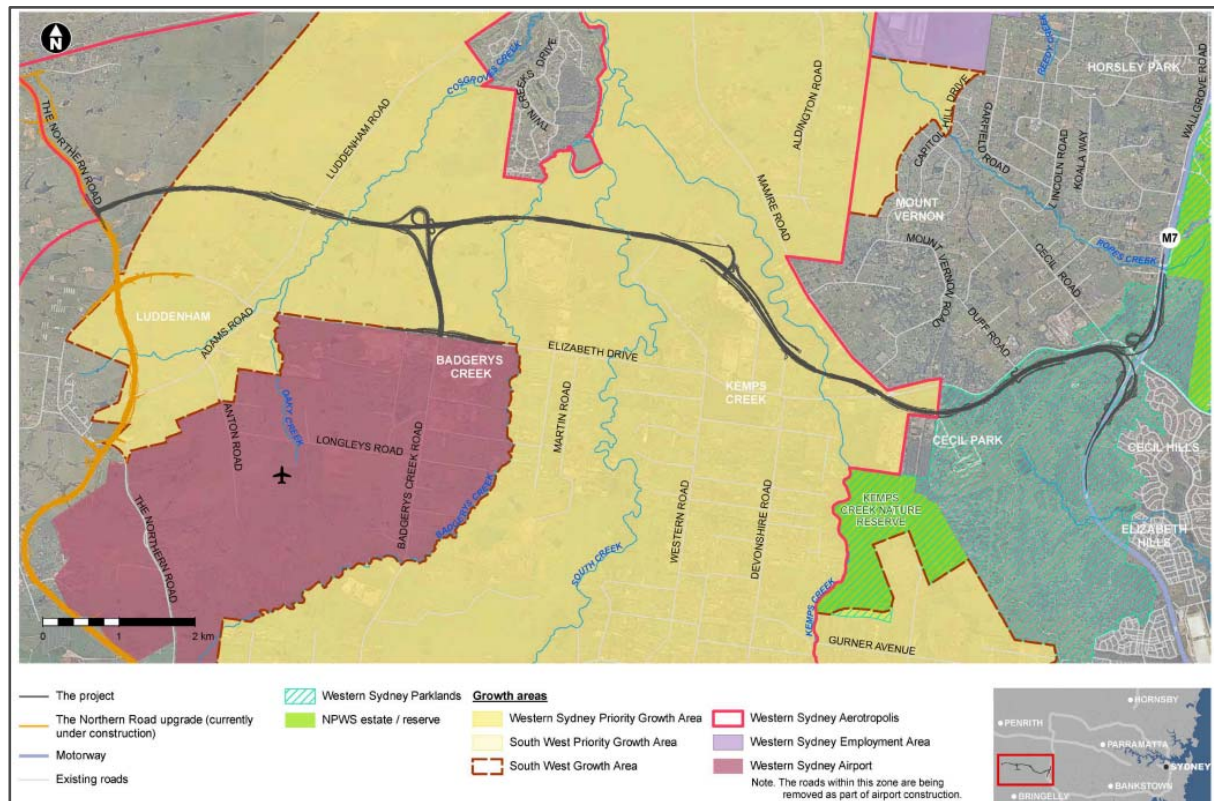 N
THE NORTHERN ROAD
LUDDENHAM ROAD
COSGROVES CREEK
TWIN CREEKS DRIVE
ALDINGTON ROAD
MAMRE ROAD
CAPITOL HILL DRIVE
GARFIELD ROAD
REEDY CREEK
HORSLEY PARK
LINCOLN ROAD
KOALA WAY
WALLGROVE ROAD
MOUNT
VERNON
MOUNT VERNON ROAD
CECIL ROAD
DUFF ROAD
ROPES CREEK
M7
LUDDENHAM
ADAMS ROAD
BADGERYS
CREEK
ELIZABETH DRIVE
KEMPS
CREEK
OAKY CREEK
ANTON ROAD
LONGLEYS ROAD
BADGERYS CREEK ROAD
BADGERYS CREEK
MARTIN ROAD
SOUTH CREEK
WESTERN ROAD
DEVONSHIRE ROAD
CECIL PARK
CECIL HILLS
KEMPS
CREEK NATURE
RESERVE
ELIZABETH
HILLS
THE NORTHERN ROAD
KEMPS CREEK
GURNER AVENUE
0 1 2 km
The project
The Northern Road upgrade (currently
under construction)
Motorway
Existing roads
Western Sydney Parklands
NPWS estate / reserve
Growth areas
Western Sydney Priority Growth Area
South West Priority Growth Area
South West Growth Area
Western Sydney Aerotropolis
Western Sydney Employment Area
Western Sydney Airport
Note. The roads within this zone are being
removed as part of airport construction.
HORNSBY
PENRITH
PARRAMATTA
SYDNEY
BANKSTOWN
BRINGELLY